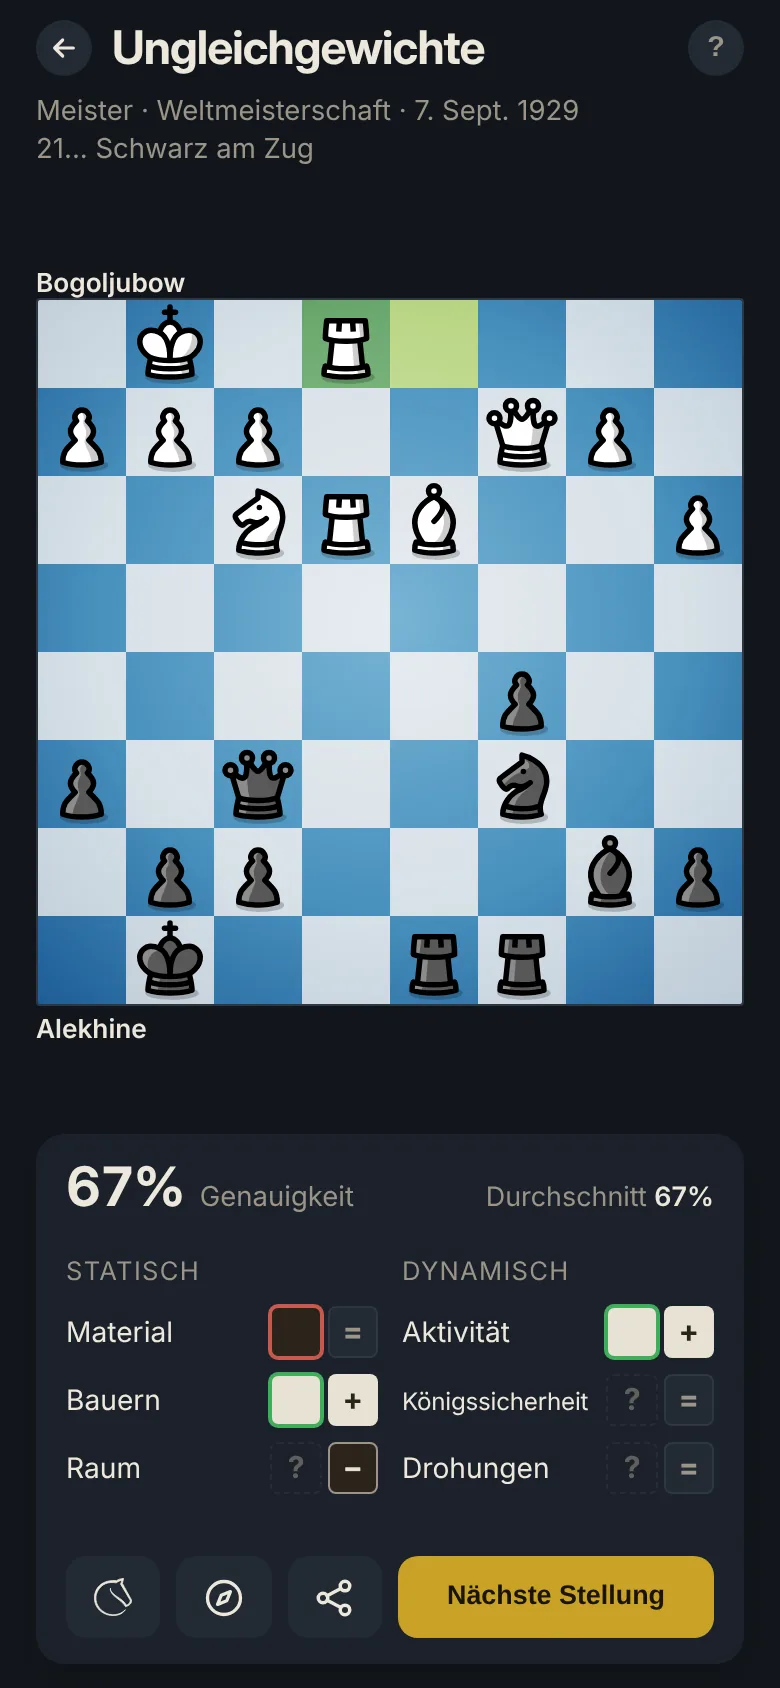 Ungleichgewichte
?
Meister · Weltmeisterschaft · 7. Sept. 1929
21... Schwarz am Zug
Bogoljubow
Alekhine
67% Genauigkeit
Durchschnitt 67%
STATISCH
DYNAMISCH
Material =
Aktivität +
Bauern +
Königssicherheit ? =
Raum ? −
Drohungen ? =
Nächste Stellung